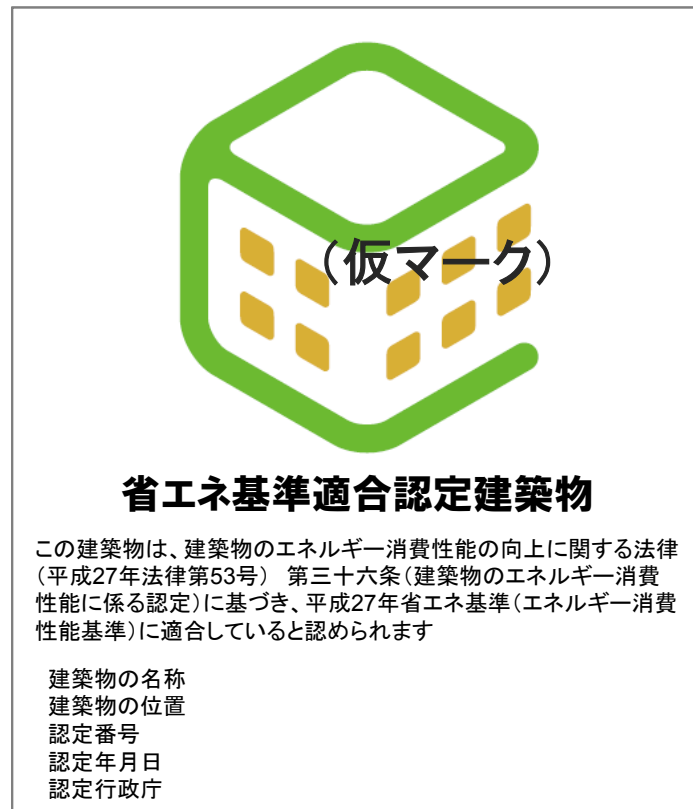 (仮マーク)
省エネ基準適合認定建築物
この建築物は、建築物のエネルギー消費性能の向上に関する法律
(平成27年法律第53号)　第三十六条(建築物のエネルギー消費
性能に係る認定)に基づき、平成27年省エネ基準(エネルギー消費
性能基準)に適合していると認められます
建築物の名称
建築物の位置
認定番号
認定年月日
認定行政庁